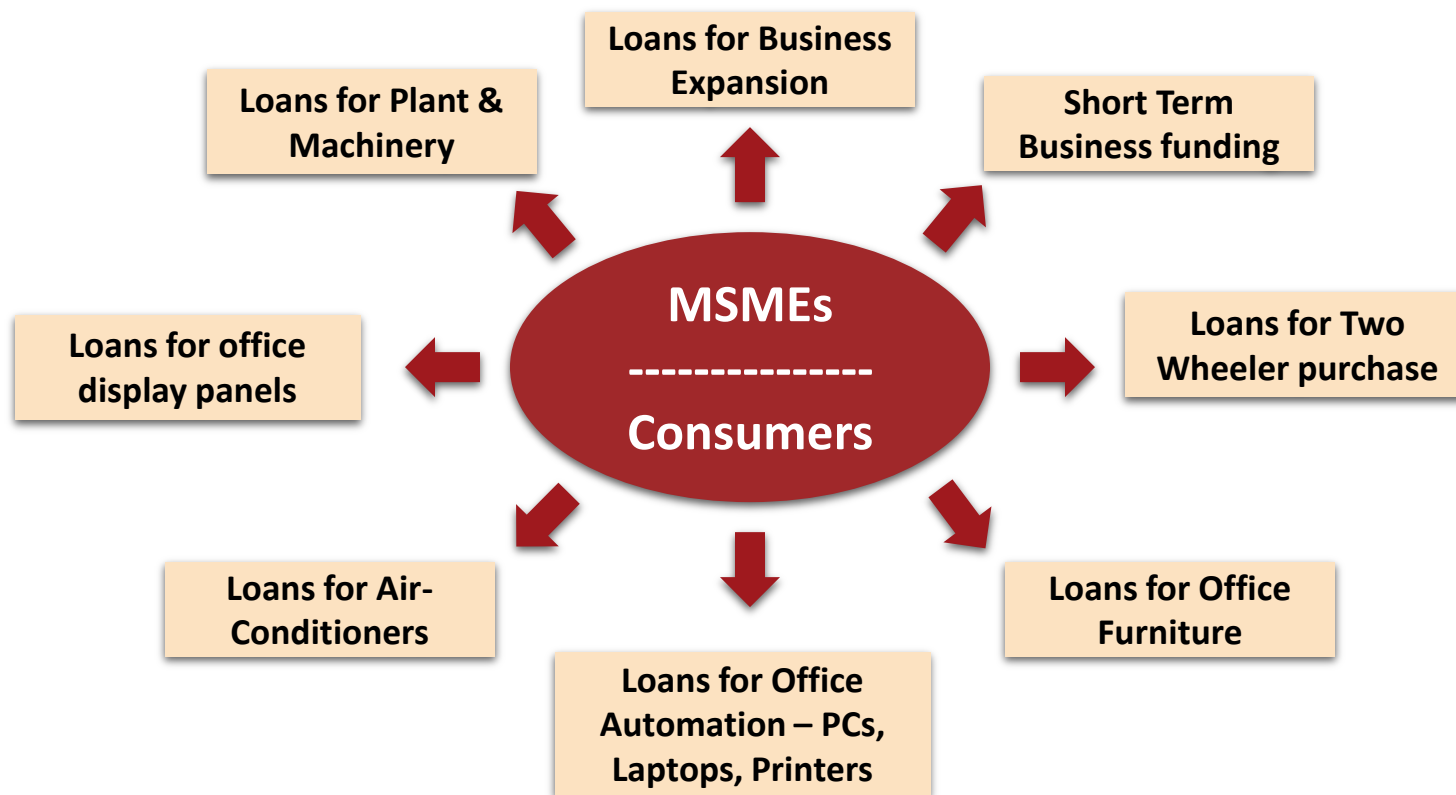 Loans for Business
Expansion
Loans for Plant &
Machinery
Short Term
Business funding
MSMEs
---------------
Consumers
Loans for office
display panels
Loans for Two
Wheeler purchase
Loans for Air-
Conditioners
Loans for Office
Furniture
Loans for Office
Automation – PCs,
Laptops, Printers